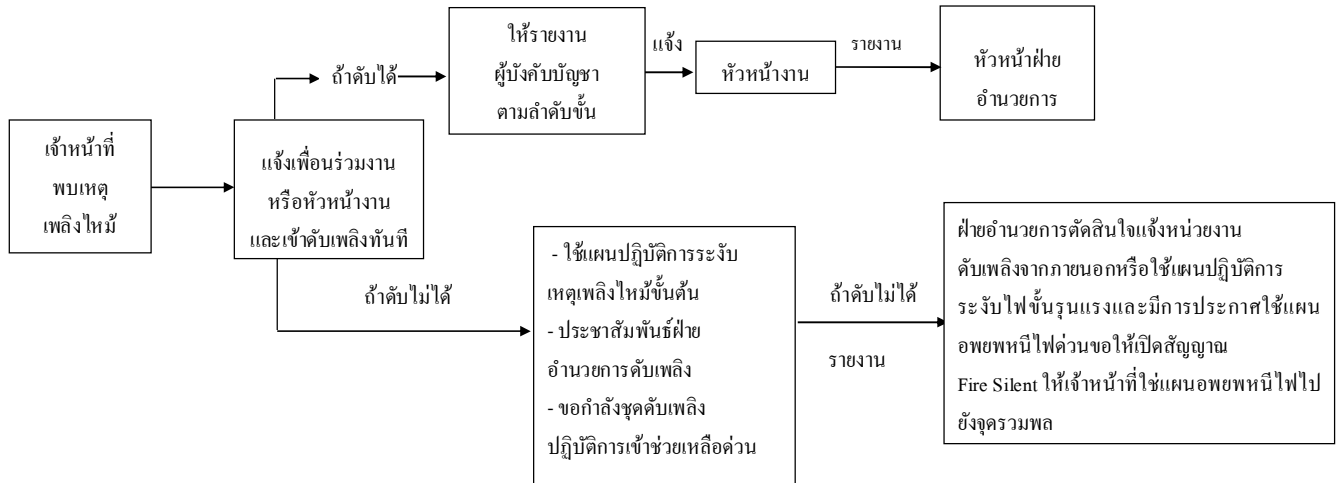 เจ้าหน้าที่
พบเหตุ
เพลิงไหม้
แจ้งเพื่อนร่วมงาน
หรือหัวหน้างาน
และเข้าดับเพลิงทันที
ถ้าดับได้
ให้รายงาน
ผู้บังคับบัญชา
ตามลำดับขั้น
แจ้ง
หัวหน้างาน
รายงาน
หัวหน้าฝ่าย
อำนวยการ
ถ้าดับไม่ได้
- ใช้แผนปฏิบัติการระงับ
เหตุเพลิงไหม้ขั้นต้น
- ประชาสัมพันธ์ฝ่าย
อำนวยการดับเพลิง
- ขอกำลังชุดดับเพลิง
ปฏิบัติการเข้าช่วยเหลือด่วน
ถ้าดับไม่ได้
รายงาน
ฝ่ายอำนวยการตัดสินใจแจ้งหน่วยงาน
ดับเพลิงจากภายนอกหรือใช้แผนปฏิบัติการ
ระงับไฟขั้นรุนแรงและมีการประกาศใช้แผน
อพยพหนีไฟด่วนขอให้เปิดสัญญาณ
Fire Silent ให้เจ้าหน้าที่ใช่แผนอพยพหนีไฟไป
ยังจุดรวมพล